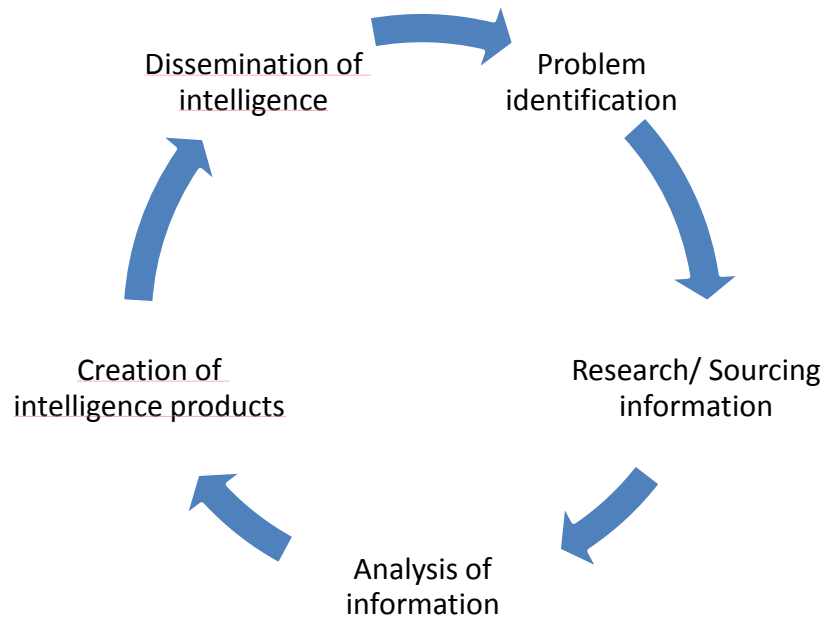 Dissemination of
intelligence
Problem
identification
Research/ Sourcing
information
Analysis of
information
Creation of
intelligence products